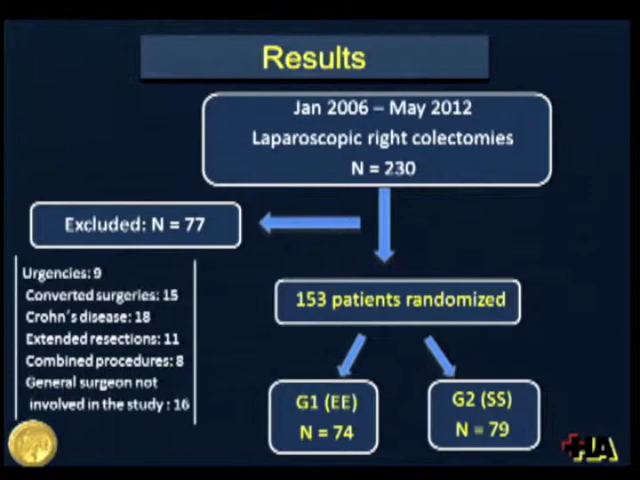 Results
Jan 2006 – May 2012
Laparoscopic right colectomies
N = 230
Excluded: N = 77
Urgencies: 9
Converted surgeries: 15
Crohn´s disease: 18
Extended resections: 11
Combined procedures: 8
General surgeon not
involved in the study : 16
153 patients randomized
G1 (EE)
N = 74
G2 (SS)
N = 79
HA